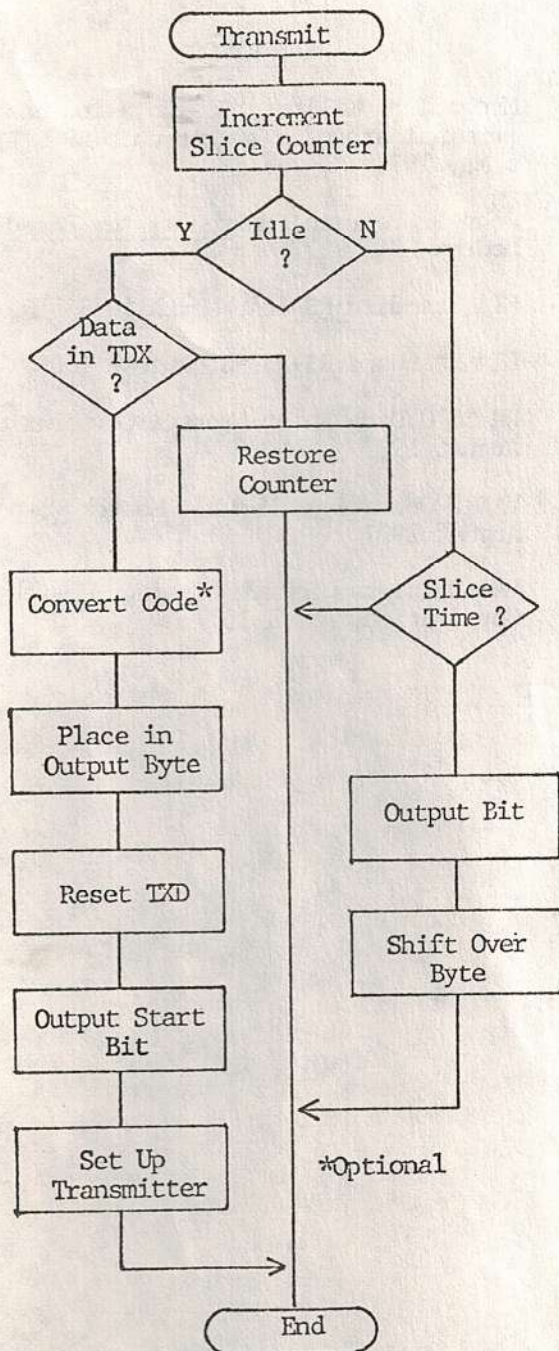 Transmit
Increment
Slice Counter
Y
Idle
?
N
Data
in TDX
?
Restore
Counter
Convert Code*
Slice
Time ?
Place in
Output Byte
Output Bit
Reset TXD
Shift Over
Byte
Output Start
Bit
Set Up
Transmitter
*Optional
End